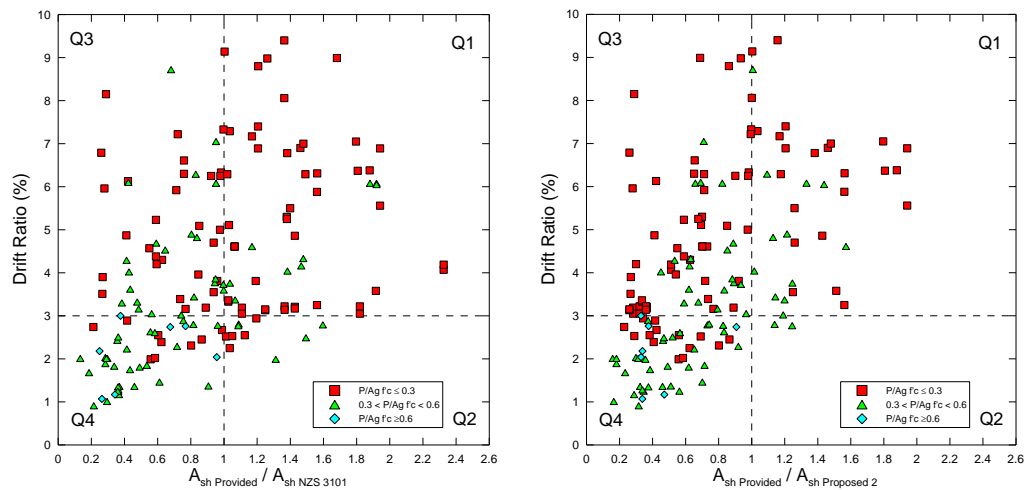 10
9
8
7
6
5
4
3
2
1
0
Drift Ratio (%)
Q3
Q1
Q4
Q2
P/Ag f'c ≤ 0.3
0.3 < P/Ag f'c < 0.6
P/Ag f'c ≥0.6
0 0.2 0.4 0.6 0.8 1 1.2 1.4 1.6 1.8 2 2.2 2.4 2.6
A sh Provided / A sh NZS 3101
10
9
8
7
6
5
4
3
2
1
0
Drift Ratio (%)
Q3
Q1
Q4
Q2
P/Ag f'c ≤ 0.3
0.3 < P/Ag f'c < 0.6
P/Ag f'c ≥0.6
0 0.2 0.4 0.6 0.8 1 1.2 1.4 1.6 1.8 2 2.2 2.4 2.6
A sh Provided / A sh Proposed 2